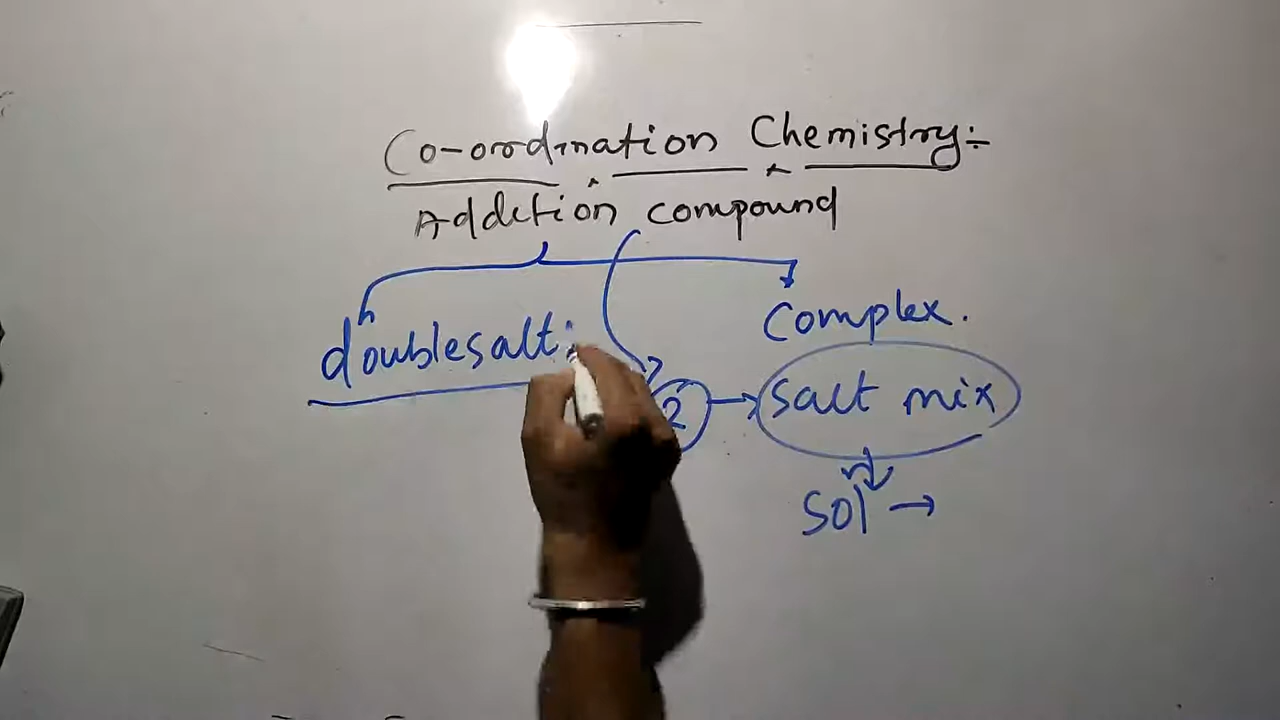 Co-ordination Chemistry:-
Addition compound
doublesalt:
Complex.
2 → salt mix
Sol →